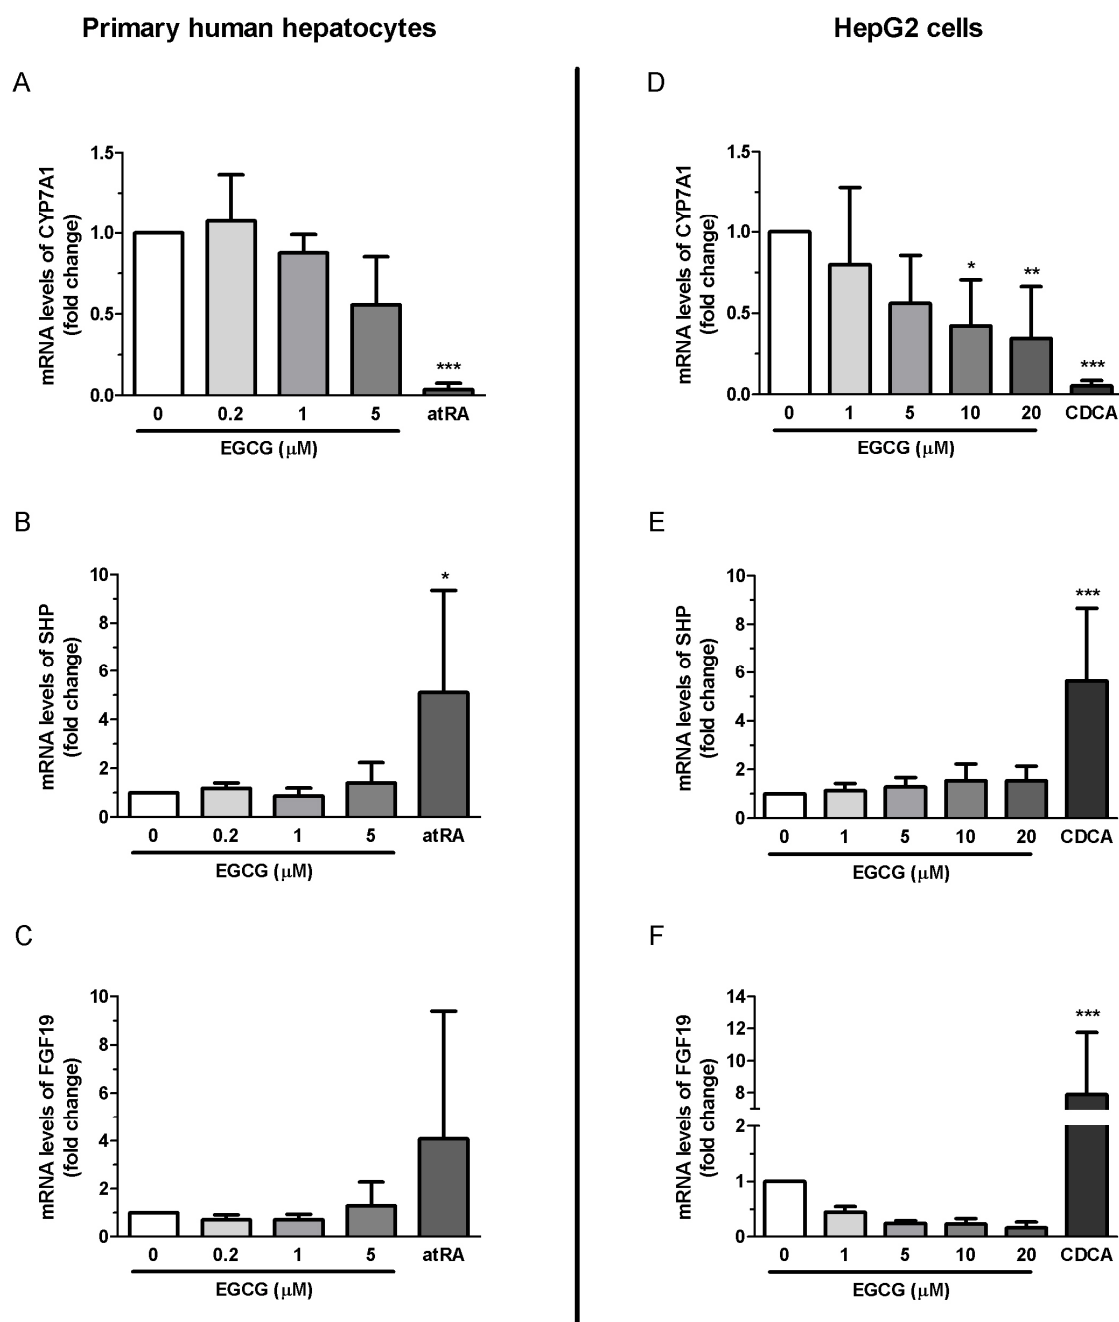 Primary human hepatocytes
HepG2 cells
A
mRNA levels of CYP7A1
(fold change)
1.5
1.0
0.5
0.0
***
0 0.2 1 5 atRA
EGCG (μM)
B
mRNA levels of SHP
(fold change)
10
8
6
4
2
0
*
0 0.2 1 5 atRA
EGCG (μM)
C
mRNA levels of FGF19
(fold change)
10
8
6
4
2
0
0 0.2 1 5 atRA
EGCG (μM)
D
mRNA levels of CYP7A1
(fold change)
1.5
1.0
0.5
0.0
* ** ***
0 1 5 10 20 CDCA
EGCG (μM)
E
mRNA levels of SHP
(fold change)
10
8
6
4
2
0
***
0 1 5 10 20 CDCA
EGCG (μM)
F
mRNA levels of FGF19
(fold change)
14
12
10
8
2
1
0
***
0 1 5 10 20 CDCA
EGCG (μM)